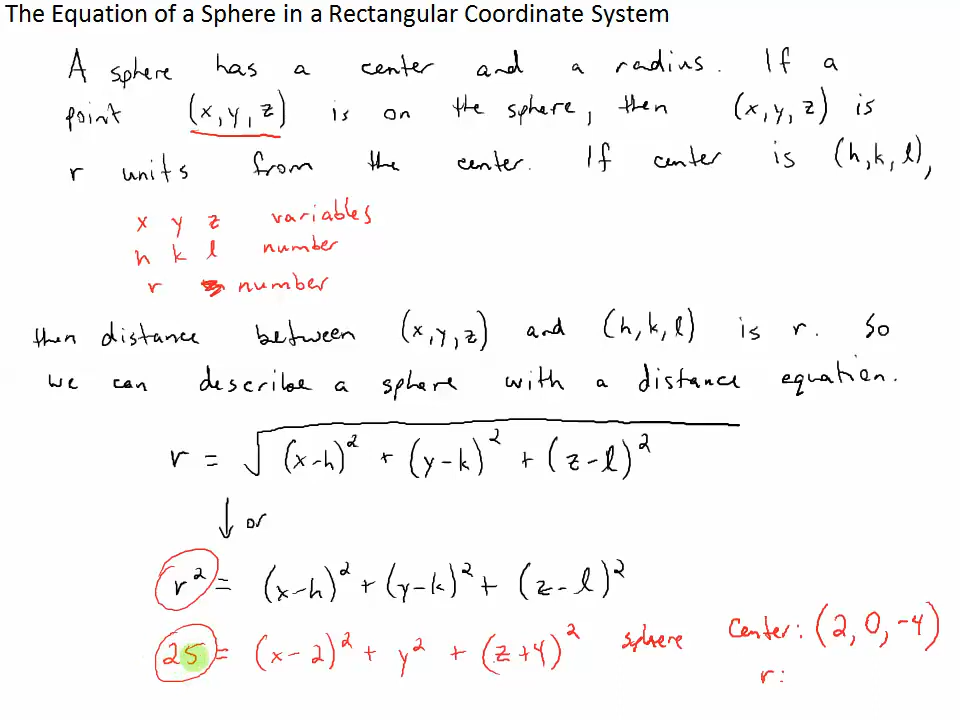 The Equation of a Sphere in a Rectangular Coordinate System
A sphere has a center and a radius. If a
point (x, y, z) is on the sphere, then (x, y, z) is
r units from the center. If center is (h, k, l),
x y z variables
h k l number
r number
then distance between (x, y, z) and (h, k, l) is r. So
we can describe a sphere with a distance equation.
r = √(x-h)² + (y-k)² + (z-l)²
↓ or
r² = (x-h)² + (y-k)² + (z-l)²
25 = (x-2)² + y² + (z+4)² sphere center: (2, 0, -4)
r: